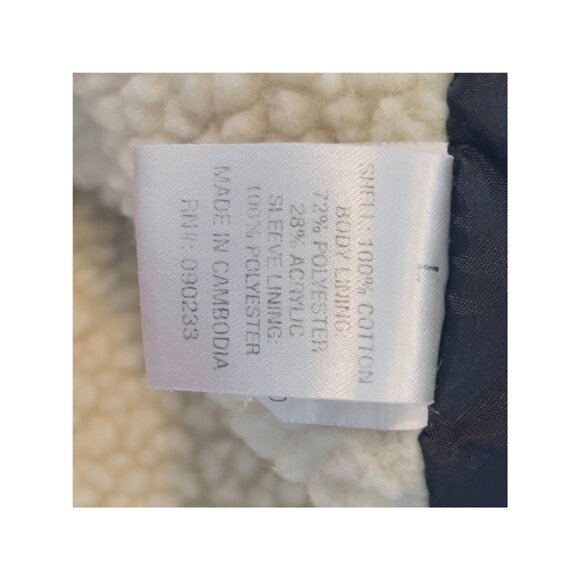 L
SHELL: 100% COTTON
BODY LINING:
72% POLYESTER
28% ACRYLIC
SLEEVE LINING:
100% POLYESTER
MADE IN CAMBODIA
RN#: 090233